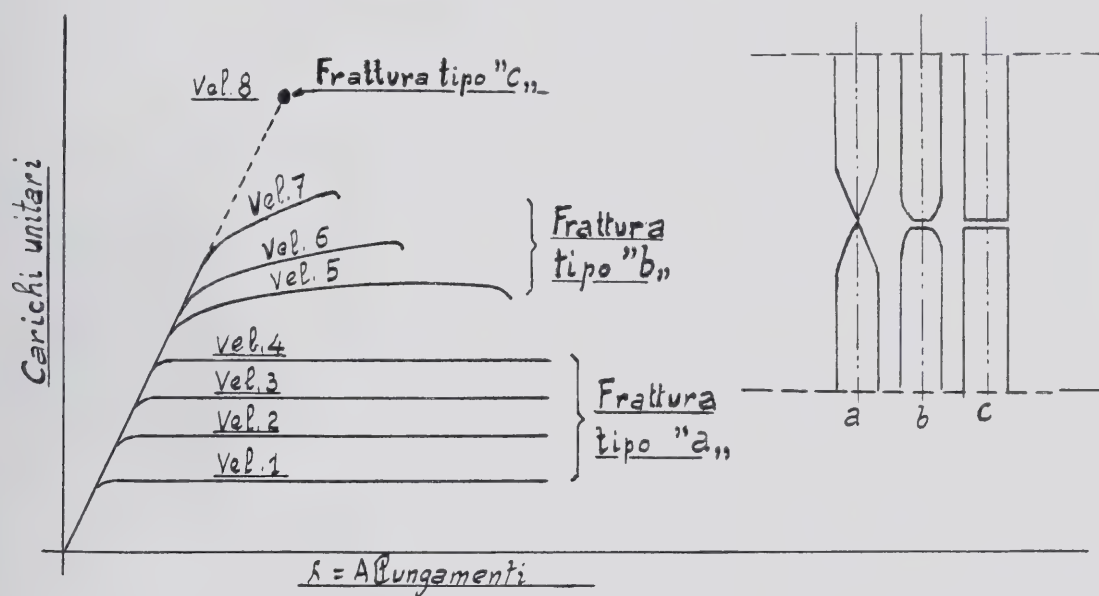 Vel. 8
Frattura tipo "C„
Vel. 7
Vel. 6
Vel. 5
Frattura
tipo "b„
Vel. 4
Vel. 3
Vel. 2
Vel. 1
Frattura
tipo "a„
Carichi unitari
= Allungamenti
a b c